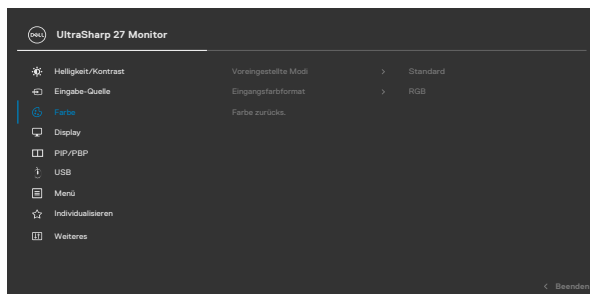 DELL UltraSharp 27 Monitor
Helligkeit/Kontrast Voreingestellte Modi > Standard
Eingabe-Quelle Eingangsfarbformat > RGB
Farbe Farbe zurücks.
Display
PIP/PBP
USB
Menü
Individualisieren
Weiteres
< Beenden